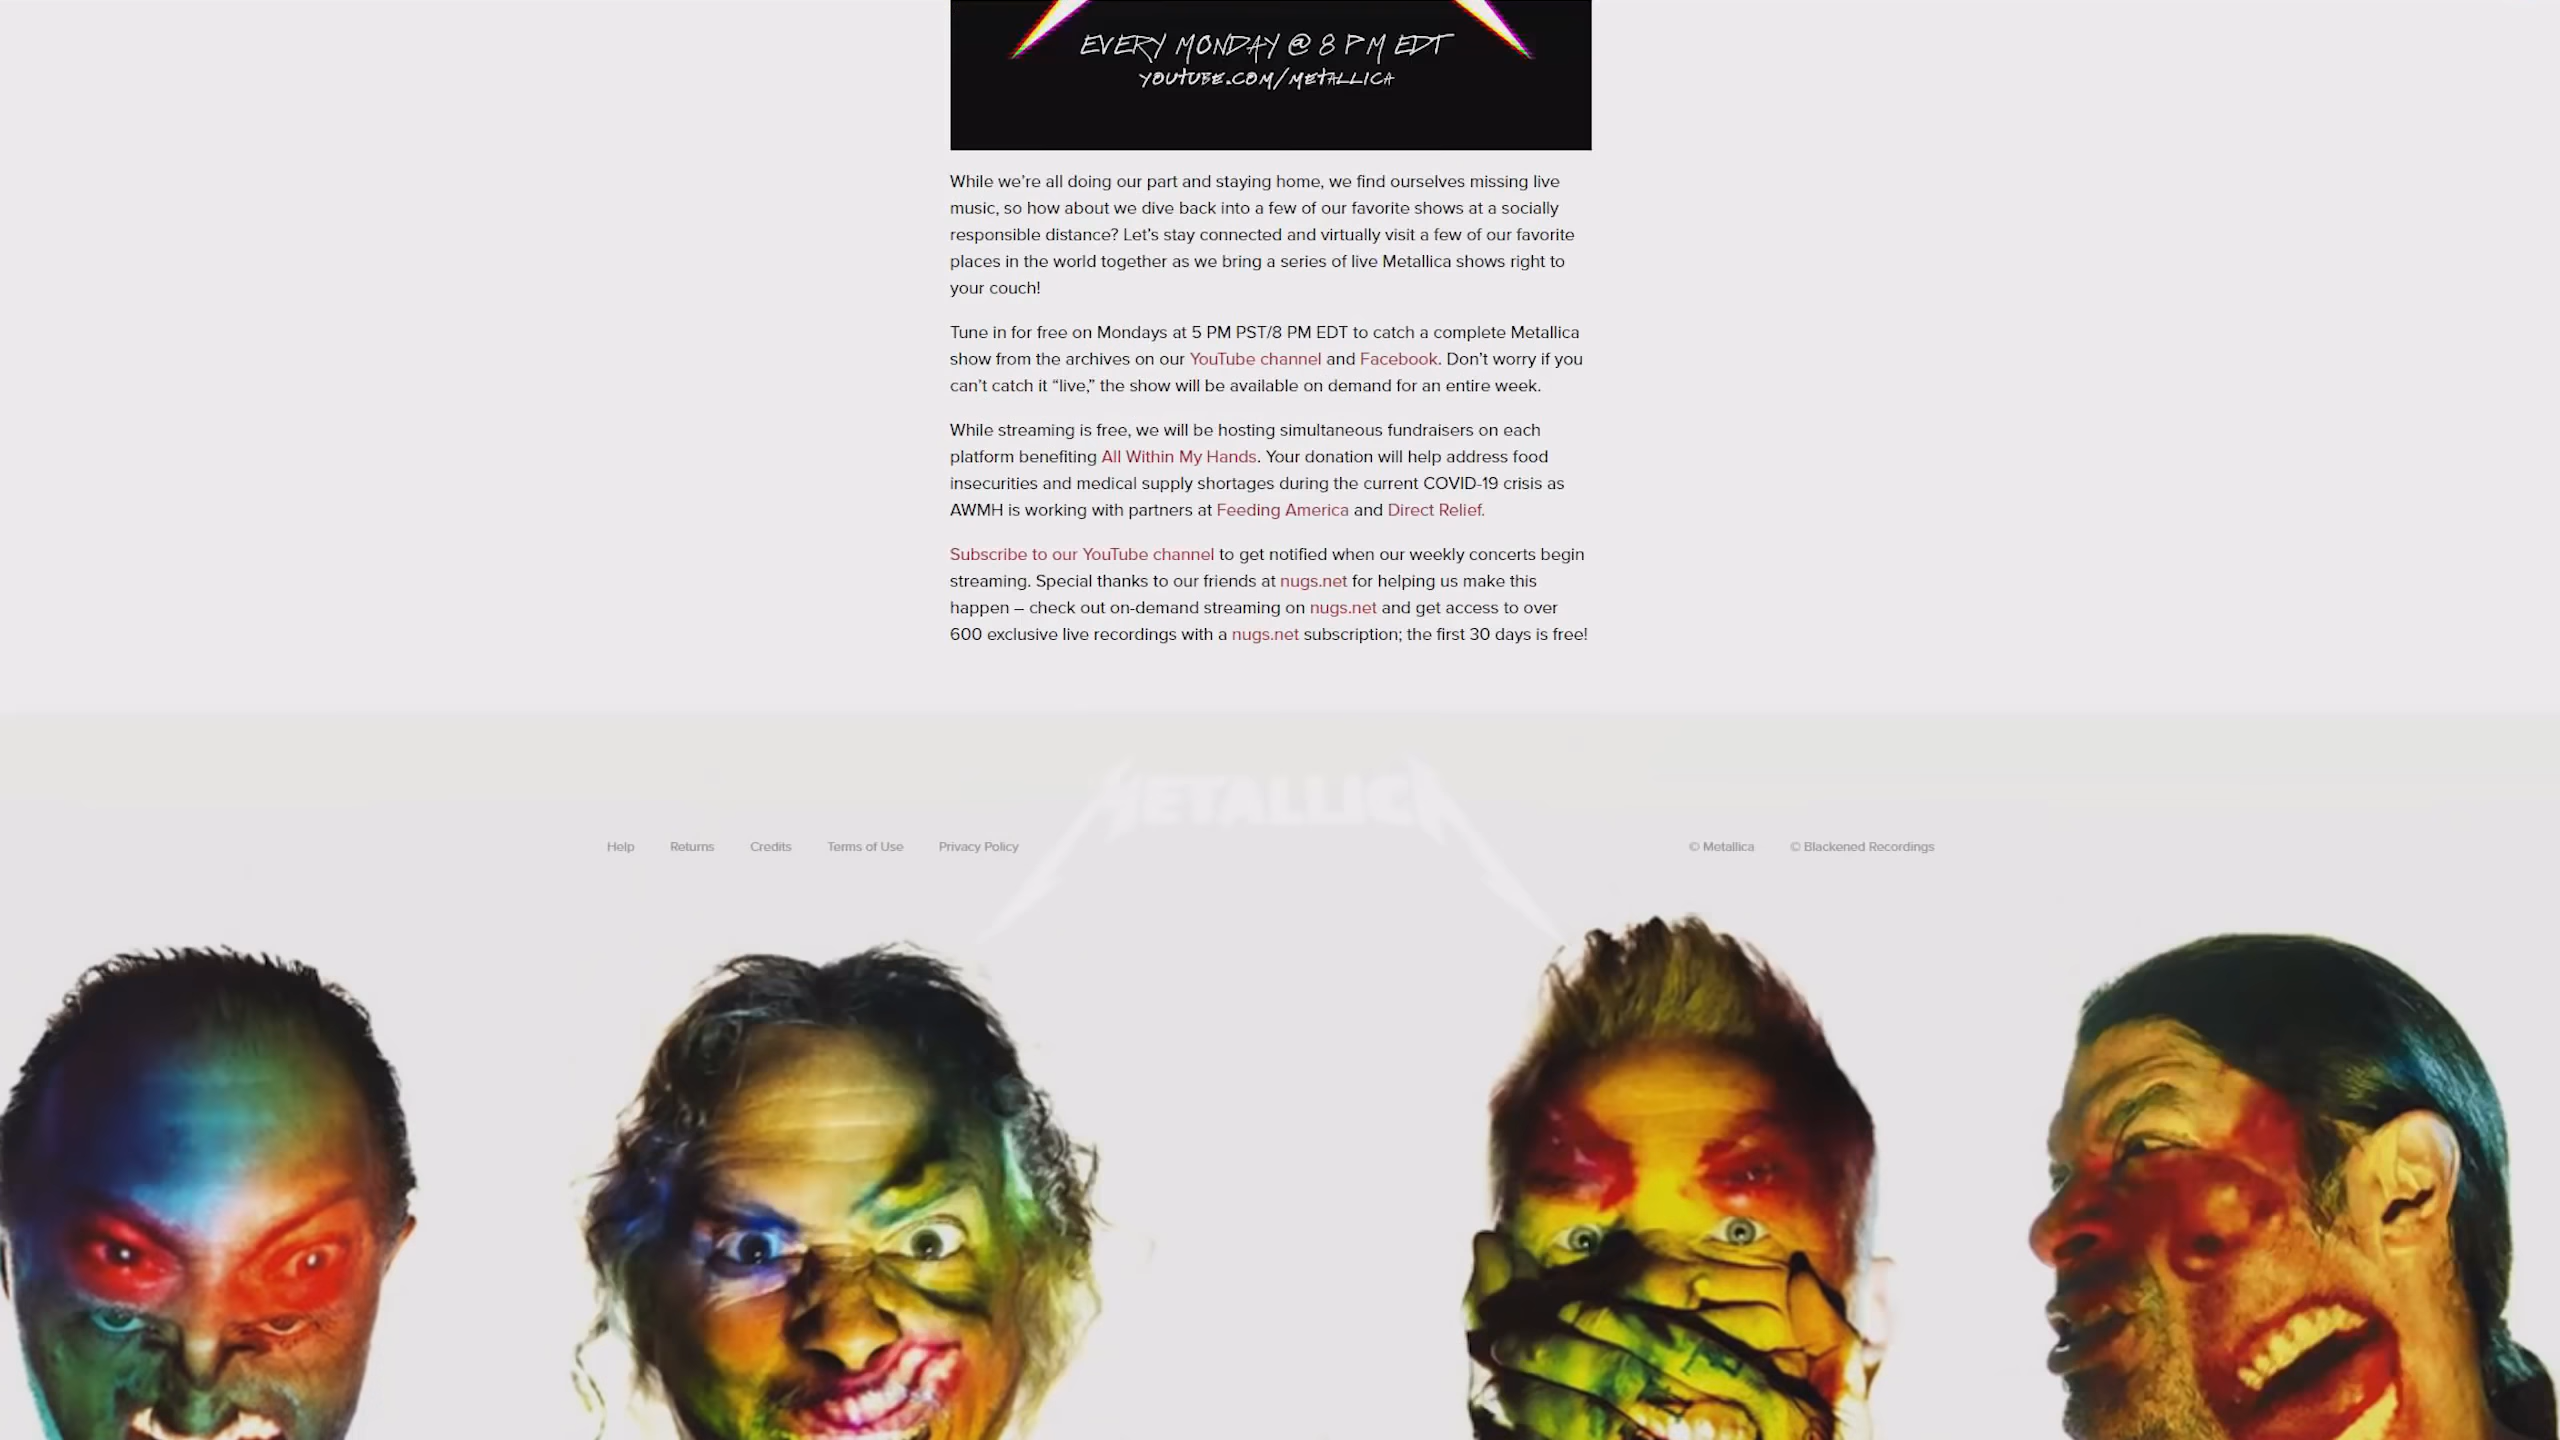 EVERY MONDAY @ 8 PM EDT
YOUTUBE.COM/METALLICA
While we’re all doing our part and staying home, we find ourselves missing live
music, so how about we dive back into a few of our favorite shows at a socially
responsible distance? Let’s stay connected and virtually visit a few of our favorite
places in the world together as we bring a series of live Metallica shows right to
your couch!
Tune in for free on Mondays at 5 PM PST/8 PM EDT to catch a complete Metallica
show from the archives on our YouTube channel and Facebook. Don’t worry if you
can’t catch it “live,” the show will be available on demand for an entire week.
While streaming is free, we will be hosting simultaneous fundraisers on each
platform benefiting All Within My Hands. Your donation will help address food
insecurities and medical supply shortages during the current COVID-19 crisis as
AWMH is working with partners at Feeding America and Direct Relief.
Subscribe to our YouTube channel to get notified when our weekly concerts begin
streaming. Special thanks to our friends at nugs.net for helping us make this
happen – check out on-demand streaming on nugs.net and get access to over
600 exclusive live recordings with a nugs.net subscription; the first 30 days is free!
METALLICA
Help Returns Credits Terms of Use Privacy Policy © Metallica © Blackened Recordings